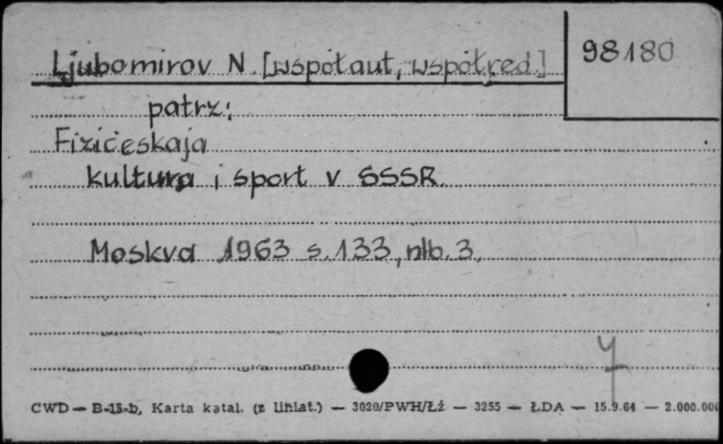 98180
Ljubomirov N. [współaut, współred.]
patrz:
Fizičeskaja
kultura i sport v SSSR.
Moskva 1963 s. 133, nlb. 3.
CWD — B-15-b, Karta katal. (z liniat.) — 3020/PWH/Łź — 3255 — ŁDA — 15.9.64 — 2.000.000